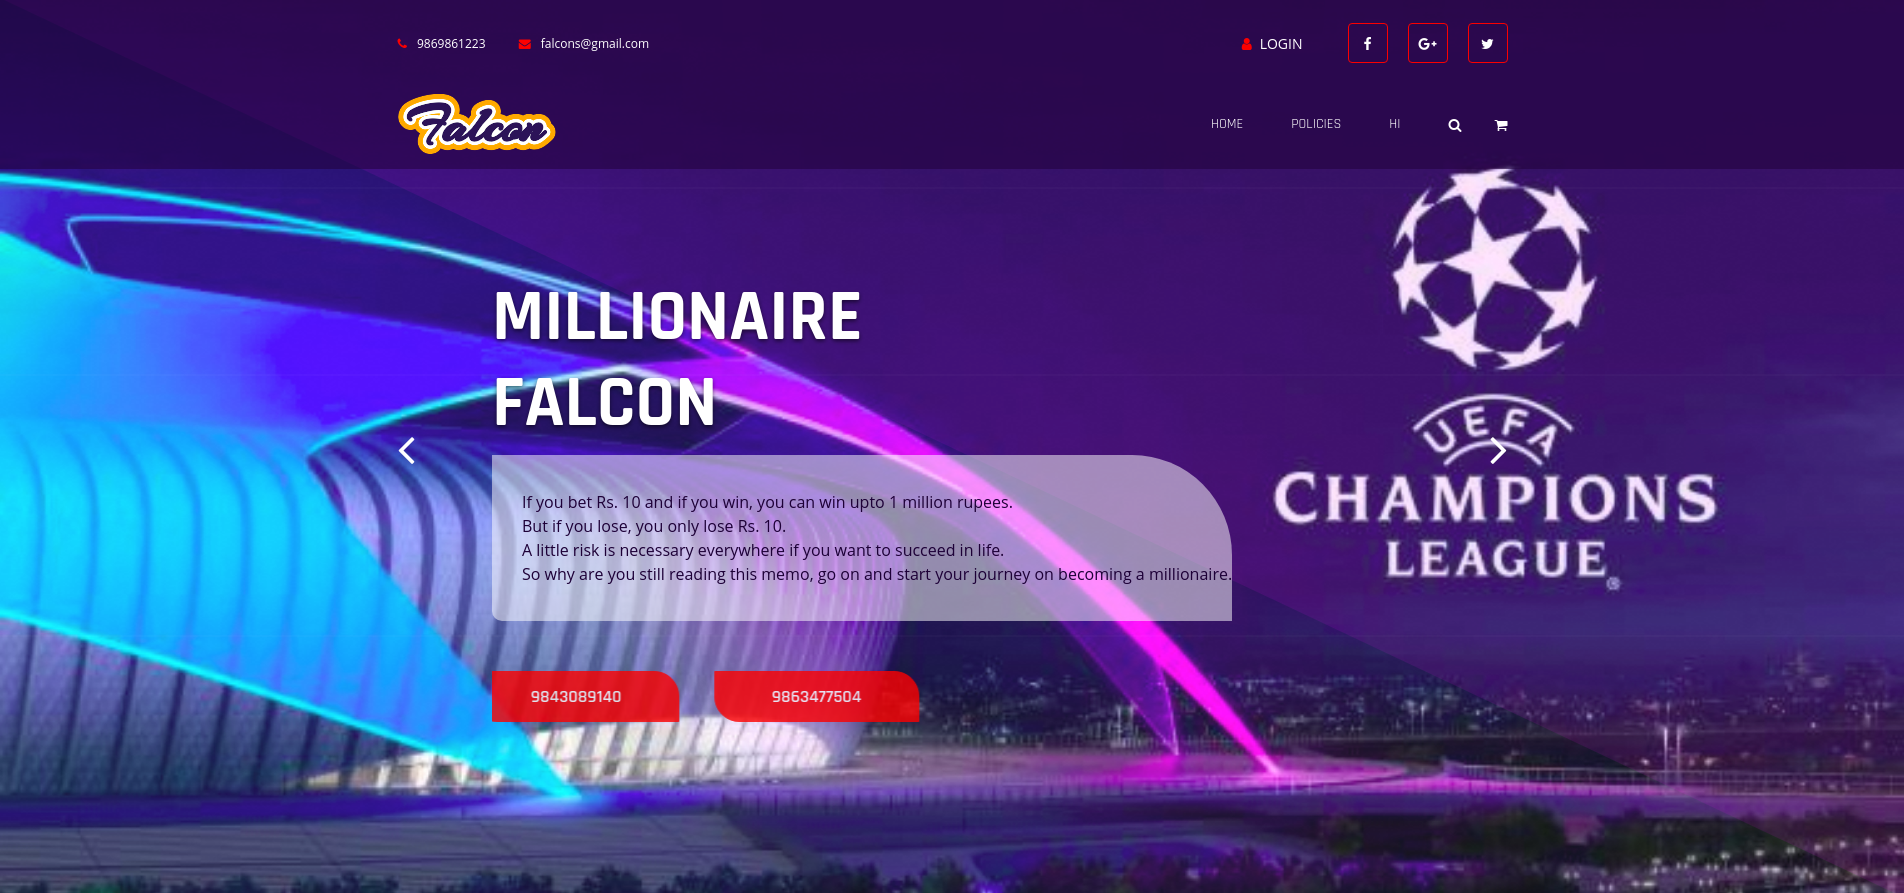 9869861223
falcons@gmail.com
LOGIN
Falcon
HOME
POLICIES
HI
MILLIONAIRE
FALCON
If you bet Rs. 10 and if you win, you can win upto 1 million rupees.
But if you lose, you only lose Rs. 10.
A little risk is necessary everywhere if you want to succeed in life.
So why are you still reading this memo, go on and start your journey on becoming a millionaire.
9843089140
9863477504
UEFA
CHAMPIONS
LEAGUE®